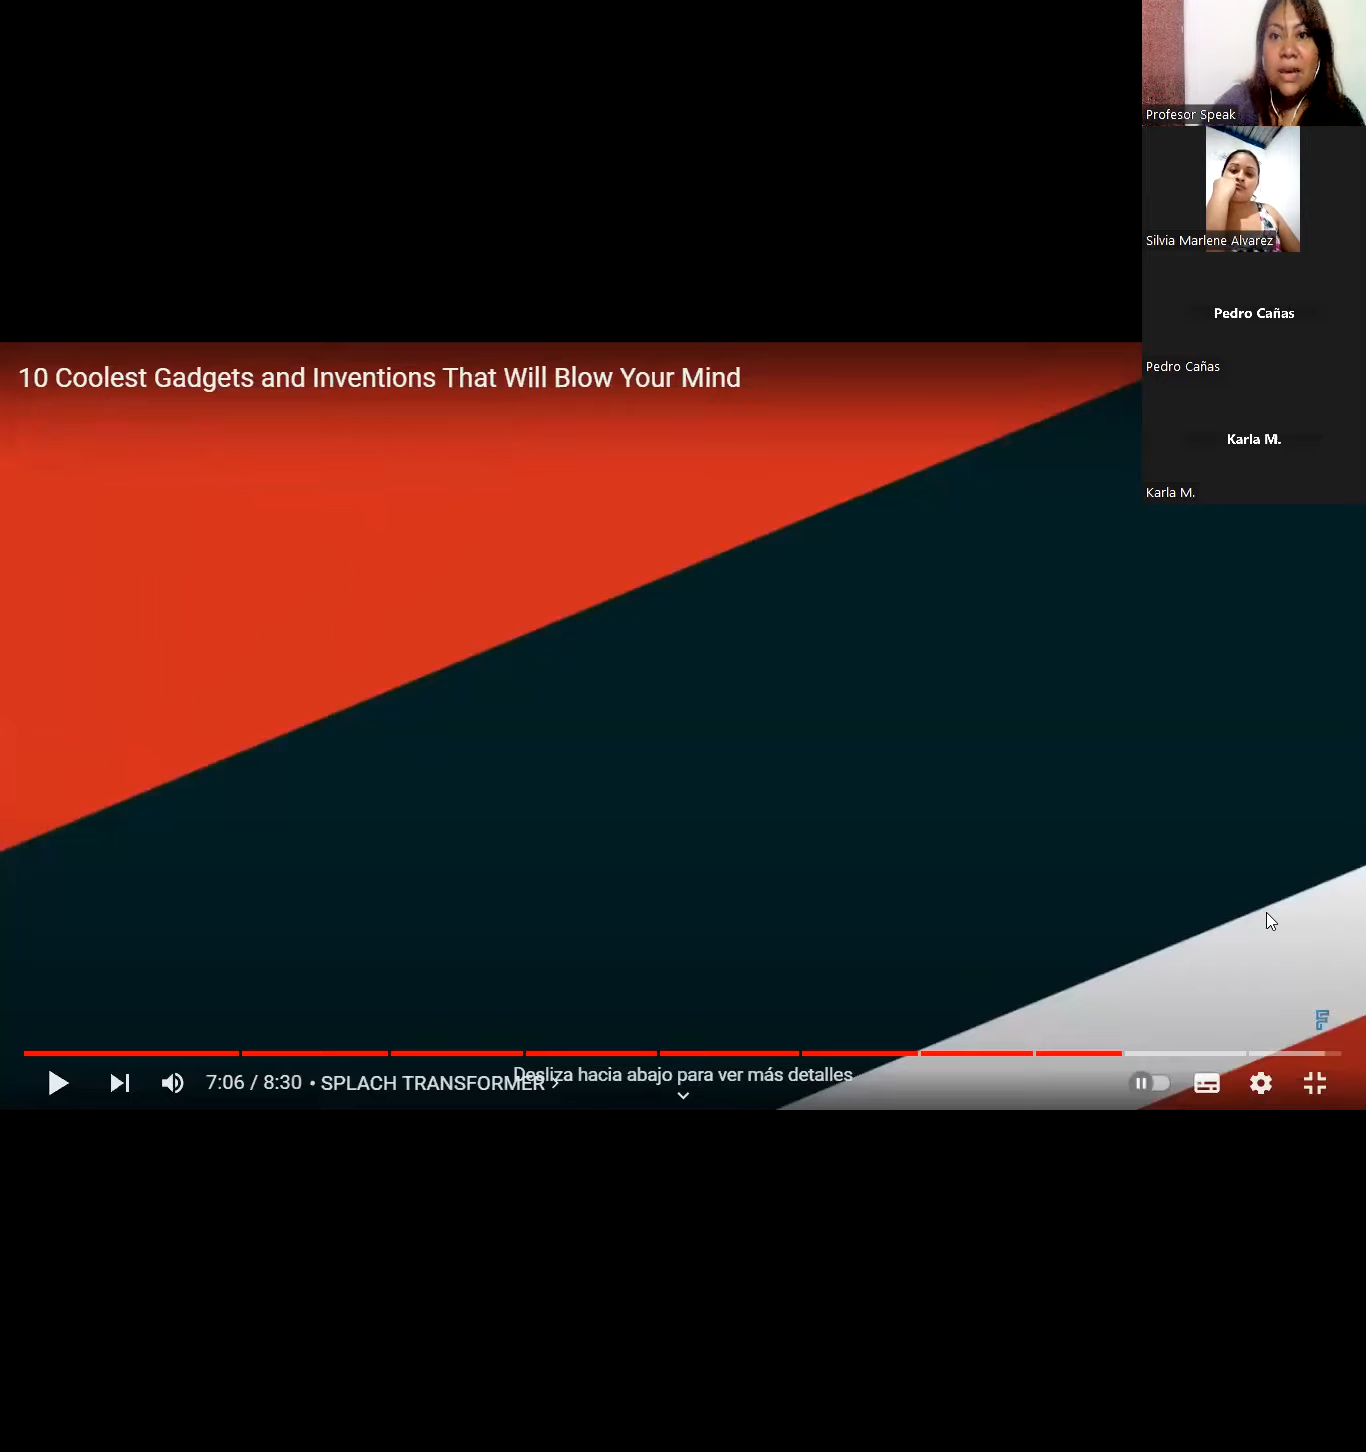 Profesor Speak
Silvia Marlene Alvarez
Pedro Cañas
Pedro Cañas
Karla M.
Karla M.
10 Coolest Gadgets and Inventions That Will Blow Your Mind
7:06 / 8:30 • SPLACH TRANSFORMER
Desliza hacia abajo para ver más detalles